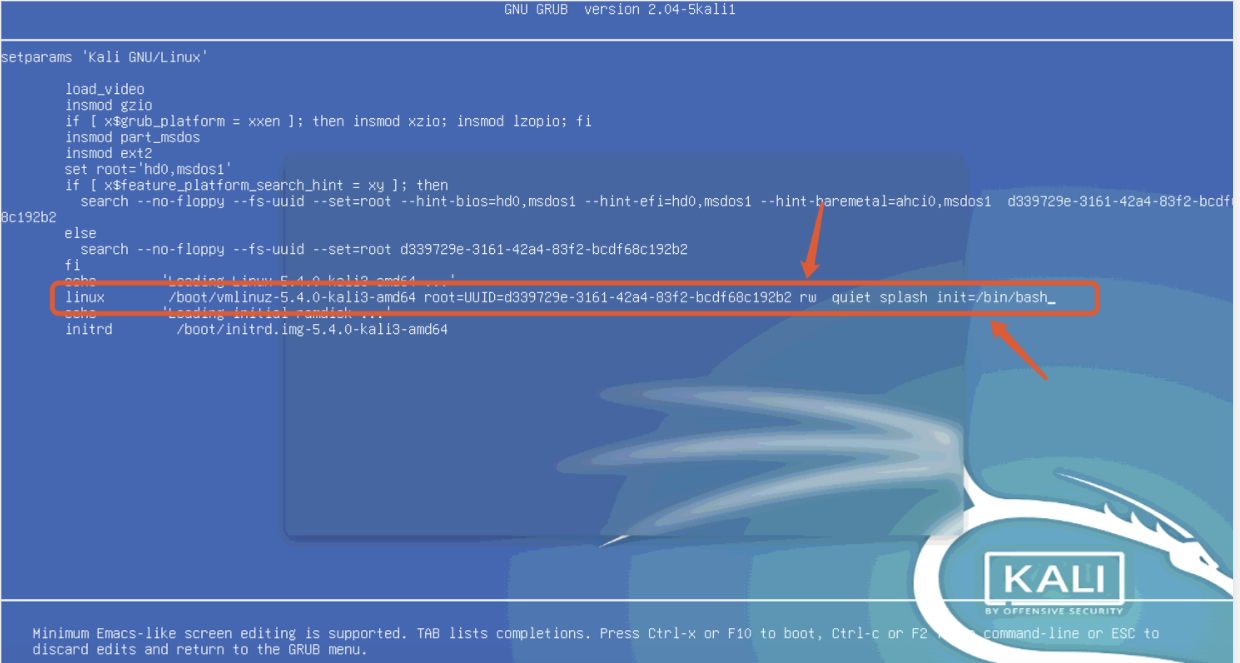 GNU GRUB  version 2.04-5kali1
setparams 'Kali GNU/Linux'
load_video
insmod gzio
if [ x$grub_platform = xxen ]; then insmod xzio; insmod lzopio; fi
insmod part_msdos
insmod ext2
set root='hd0,msdos1'
if [ x$feature_platform_search_hint = xy ]; then
search --no-floppy --fs-uuid --set=root --hint-bios=hd0,msdos1 --hint-efi=hd0,msdos1 --hint-baremetal=ahci0,msdos1  d339729e-3161-42a4-83f2-bcdf6
8c192b2
else
search --no-floppy --fs-uuid --set=root d339729e-3161-42a4-83f2-bcdf68c192b2
fi
echo 'Loading Linux 5.4.0-kali3-amd64 ...'
linux /boot/vmlinuz-5.4.0-kali3-amd64 root=UUID=d339729e-3161-42a4-83f2-bcdf68c192b2 rw  quiet splash init=/bin/bash_
echo 'Loading initial ramdisk ...'
initrd /boot/initrd.img-5.4.0-kali3-amd64
KALI
BY OFFENSIVE SECURITY
Minimum Emacs-like screen editing is supported. TAB lists completions. Press Ctrl-x or F10 to boot, Ctrl-c or F2 command-line or ESC to
discard edits and return to the GRUB menu.